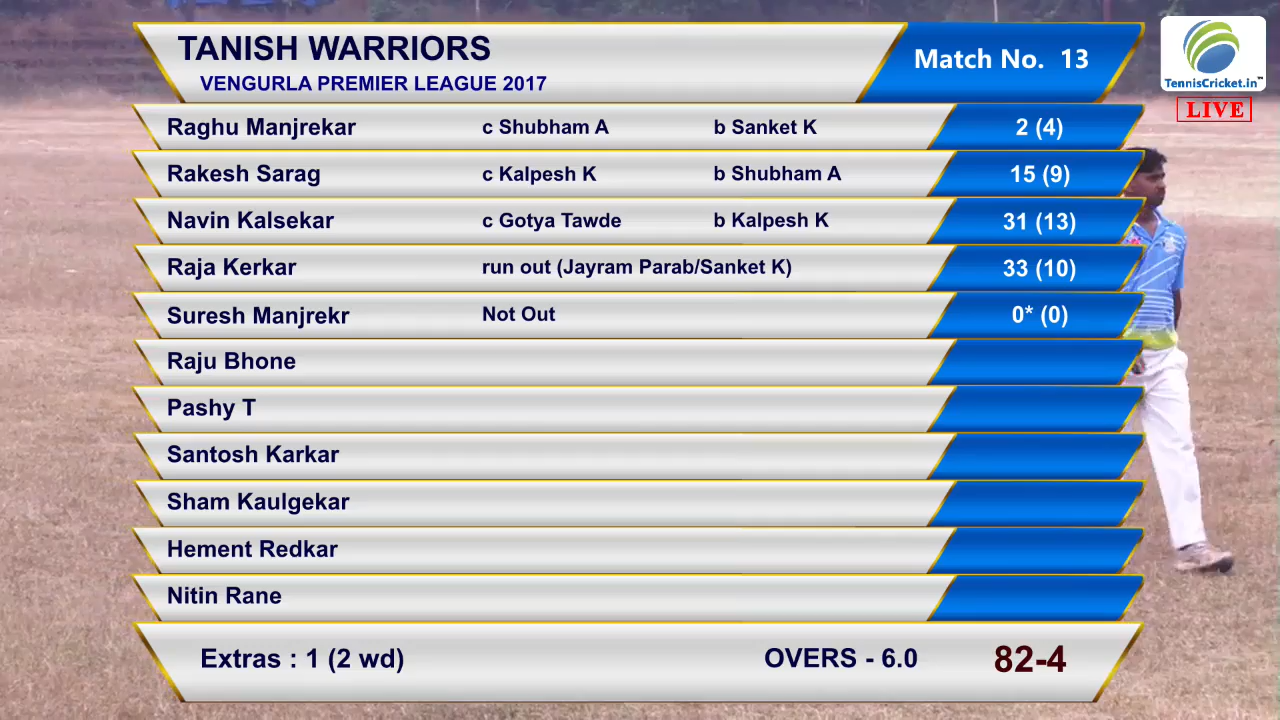 TANISH WARRIORS
VENGURLA PREMIER LEAGUE 2017
Match No. 13
TennisCricket.in™
LIVE
Raghu Manjrekar c Shubham A b Sanket K 2 (4)
Rakesh Sarag c Kalpesh K b Shubham A 15 (9)
Navin Kalsekar c Gotya Tawde b Kalpesh K 31 (13)
Raja Kerkar run out (Jayram Parab/Sanket K) 33 (10)
Suresh Manjrekr Not Out 0* (0)
Raju Bhone
Pashy T
Santosh Karkar
Sham Kaulgekar
Hement Redkar
Nitin Rane
Extras : 1 (2 wd) OVERS - 6.0 82-4